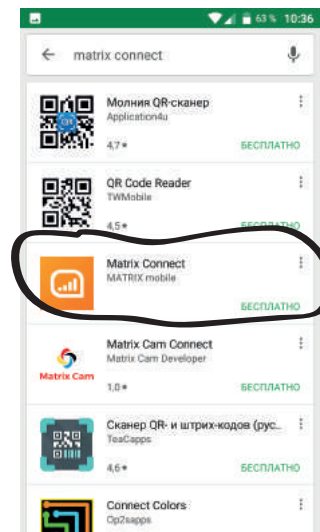 63 % 10:36
matrix connect
Молния QR-сканер
Application4u
4,7
БЕСПЛАТНО
QR Code Reader
TWMobile
4,5
БЕСПЛАТНО
Matrix Connect
MATRIX mobile
БЕСПЛАТНО
Matrix Cam
Matrix Cam Connect
Matrix Cam Developer
1,0
БЕСПЛАТНО
Сканер QR- и штрих-кодов (рус...
TeaCapps
4,6
БЕСПЛАТНО
Connect Colors
Op2sapps